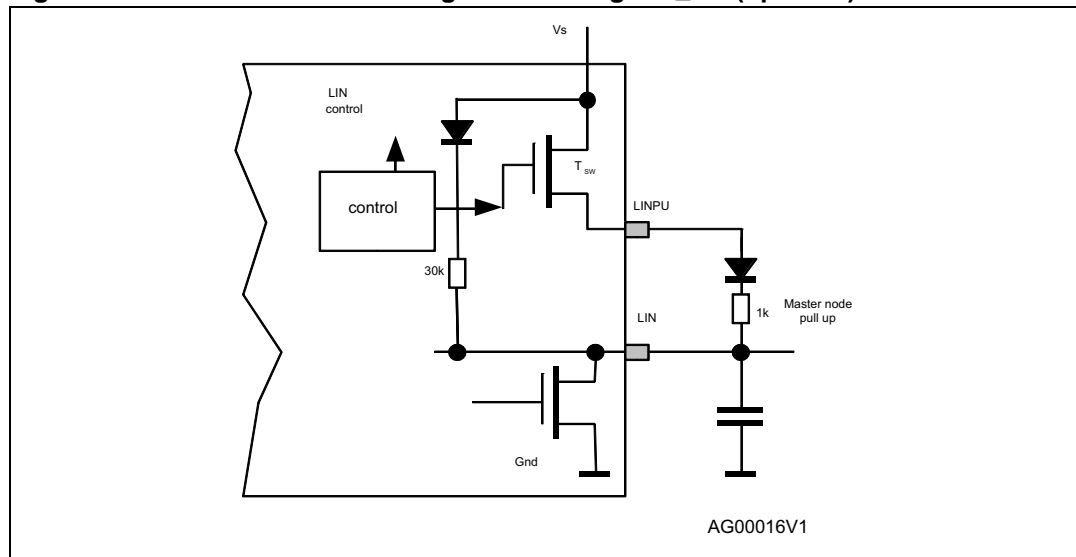 Vs
LIN
control
T sw
control
LINPU
30k
LIN
1k
Master node
pull up
Gnd
AG00016V1